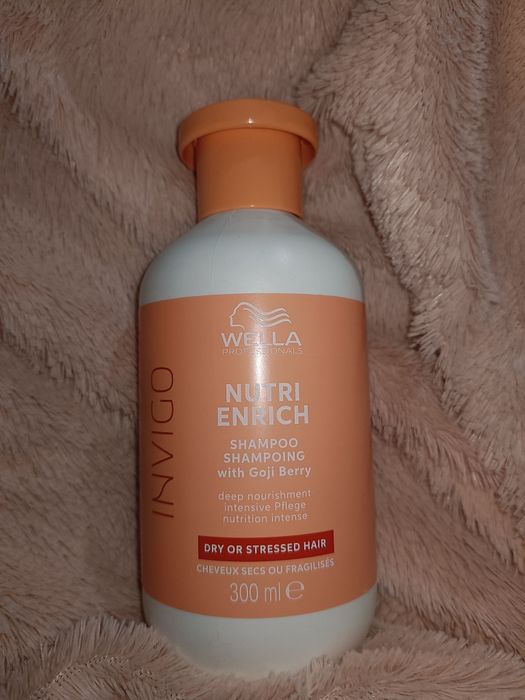 WELLA
PROFESSIONALS
INVIGO
NUTRI
ENRICH
SHAMPOO
SHAMPOING
with Goji Berry
deep nourishment
intensive Pflege
nutrition intense
DRY OR STRESSED HAIR
CHEVEUX SECS OU FRAGILISÉS
300 ml e